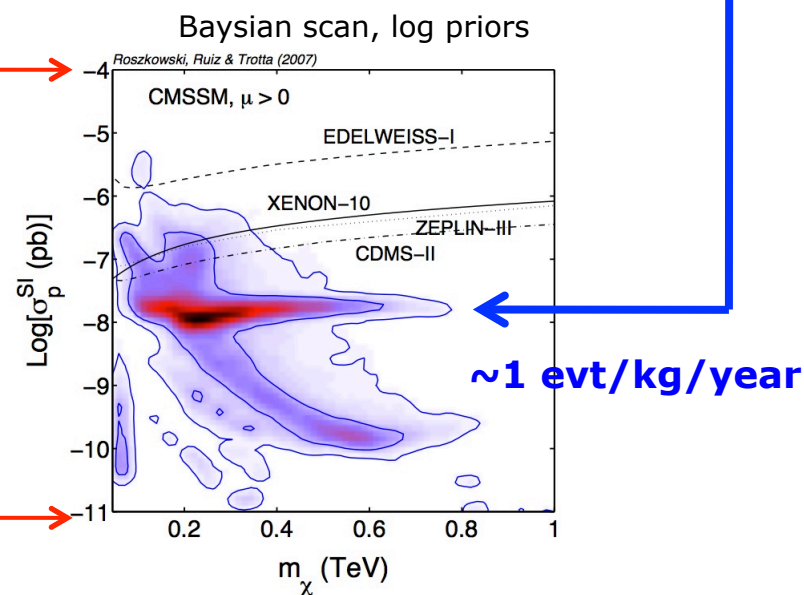 Baysian scan, log priors
Roszkowski, Ruiz & Trotta (2007)
CMSSM, μ > 0
EDELWEISS−I
XENON−10
ZEPLIN−III
CDMS−II
~1 evt/kg/year
Log[σ_p^SI (pb)]
−4
−5
−6
−7
−8
−9
−10
−11
0.2 0.4 0.6 0.8 1
m_χ (TeV)